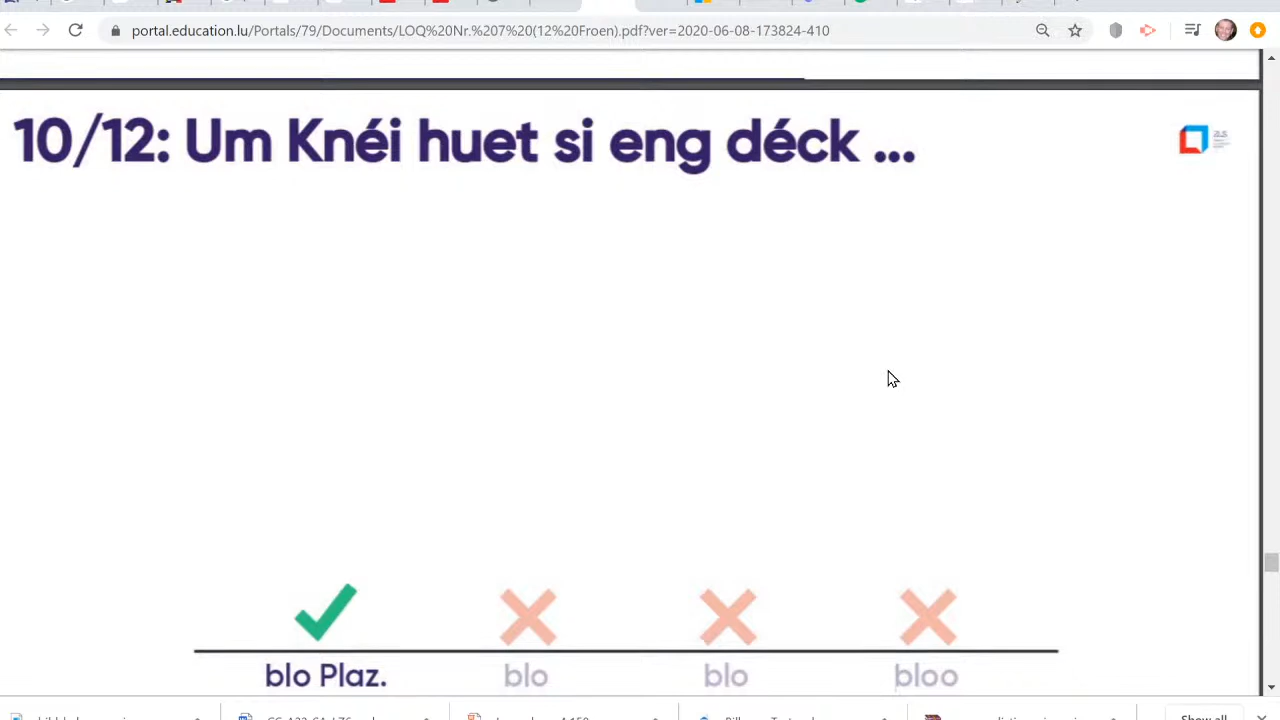 portal.education.lu/Portals/79/Documents/LOQ%20Nr.%207%20(12%20Froen).pdf?ver=2020-06-08-173824-410
10/12: Um Knéi huet si eng déck ...
blo Plaz.
blo
blo
bloo
Show all